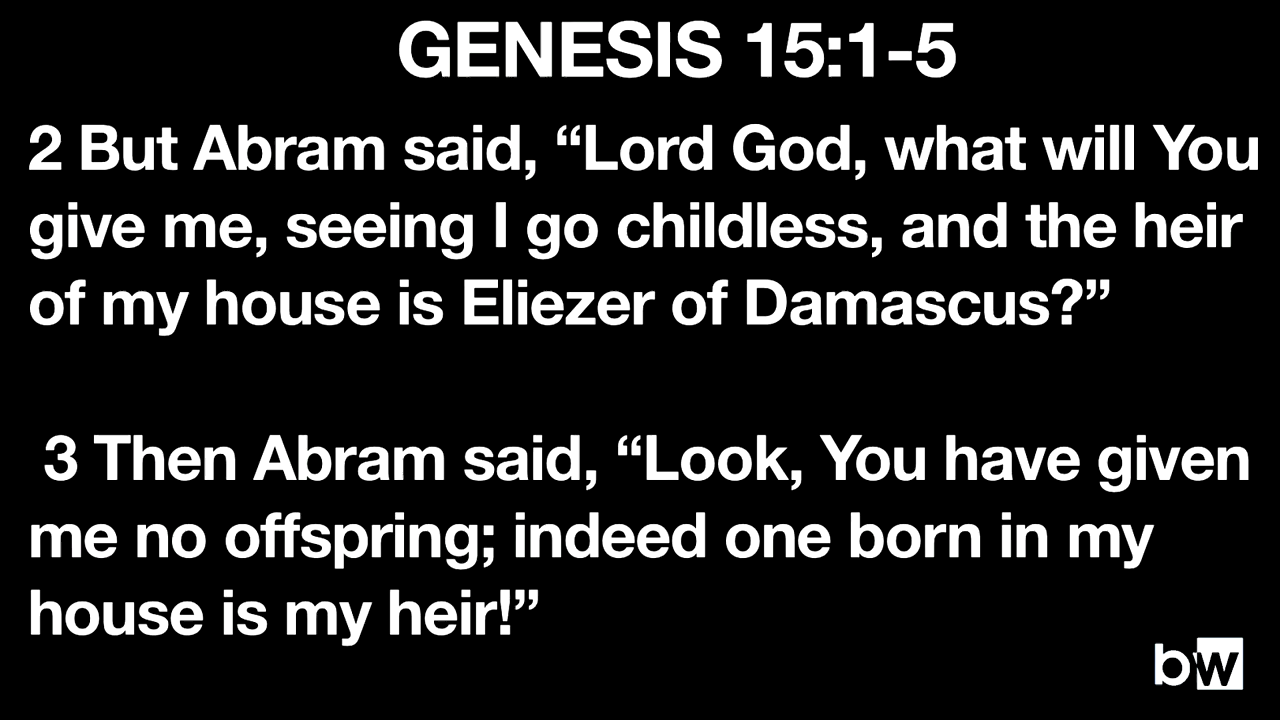 GENESIS 15:1-5
2 But Abram said, “Lord God, what will You
give me, seeing I go childless, and the heir
of my house is Eliezer of Damascus?”
3 Then Abram said, “Look, You have given
me no offspring; indeed one born in my
house is my heir!”
bw